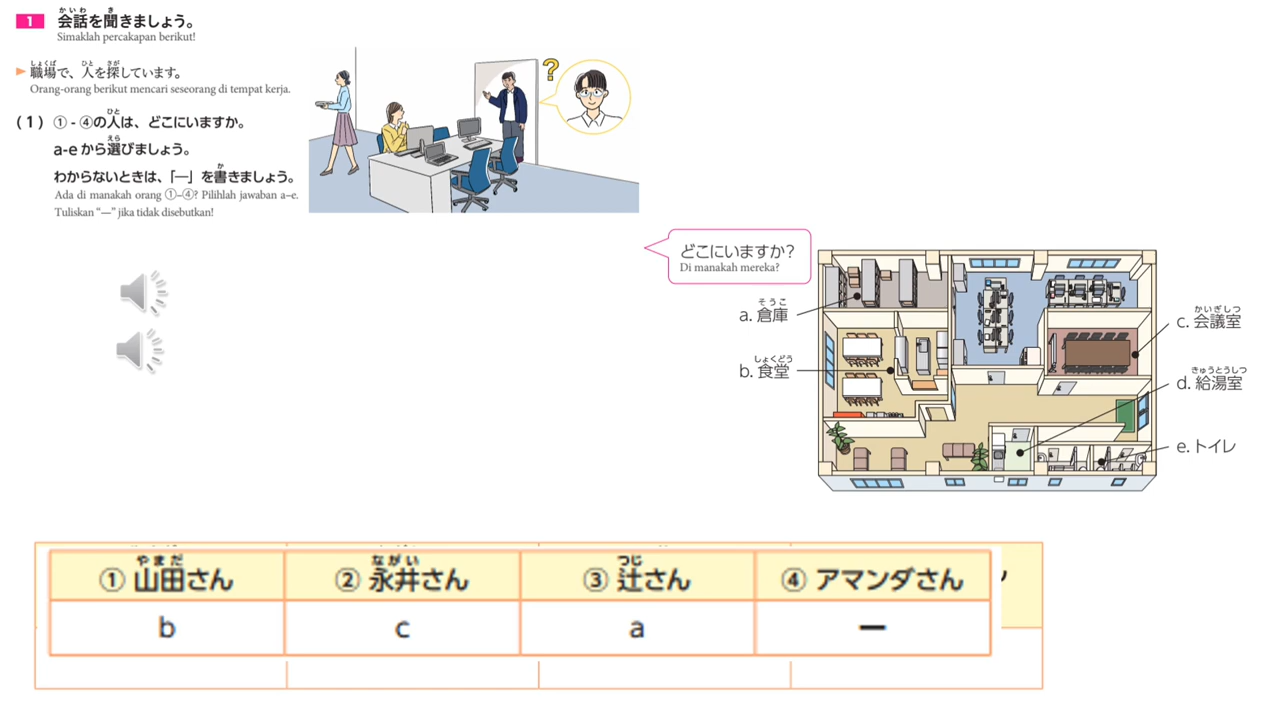 1 会話を聞きましょう。
Simaklah percakapan berikut!
▶ 職場で、人を探しています。
Orang-orang berikut mencari seseorang di tempat kerja.
(1) ①-④の人は、どこにいますか。
a-eから選びましょう。
わからないときは、「―」を書きましょう。
Ada di manakah orang ①–④? Pilihlah jawaban a–e.
Tuliskan "—" jika tidak disebutkan!
?
どこにいますか?
Di manakah mereka?
a. 倉庫
b. 食堂
c. 会議室
d. 給湯室
e. トイレ
① 山田さん ② 永井さん ③ 辻さん ④ アマンダさん
b c a ー